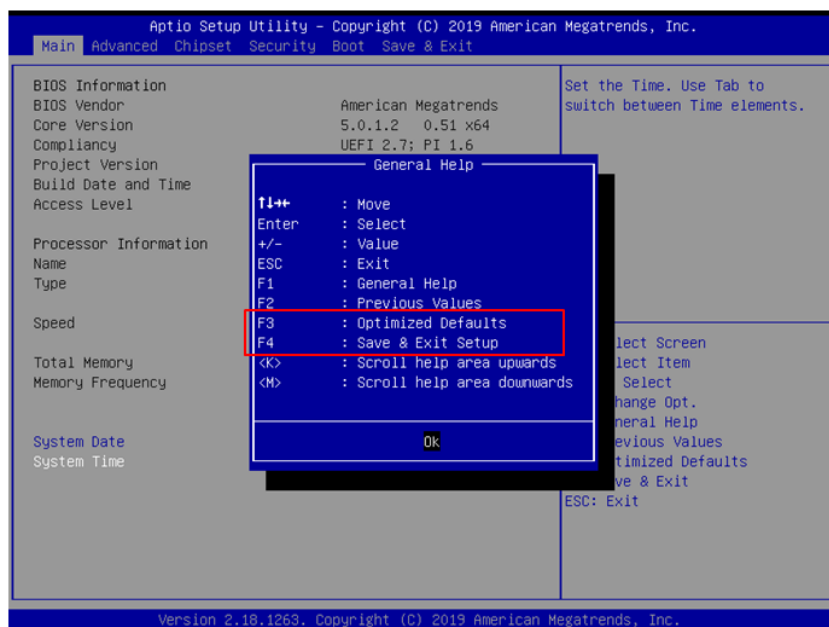 Aptio Setup Utility – Copyright (C) 2019 American Megatrends, Inc.
Main Advanced Chipset Security Boot Save & Exit
BIOS Information
BIOS Vendor American Megatrends
Core Version 5.0.1.2 0.51 x64
Compliancy UEFI 2.7; PI 1.6
Project Version
Build Date and Time
Access Level
Processor Information
Name
Type
Speed
Total Memory
Memory Frequency
System Date
System Time
General Help
↑↓→← : Move
Enter : Select
+/- : Value
ESC : Exit
F1 : General Help
F2 : Previous Values
F3 : Optimized Defaults
F4 : Save & Exit Setup
<K> : Scroll help area upwards
<M> : Scroll help area downwards
Ok
Set the Time. Use Tab to
switch between Time elements.
lect Screen
lect Item
Select
hange Opt.
neral Help
evious Values
timized Defaults
ve & Exit
ESC: Exit
Version 2.18.1263. Copyright (C) 2019 American Megatrends, Inc.